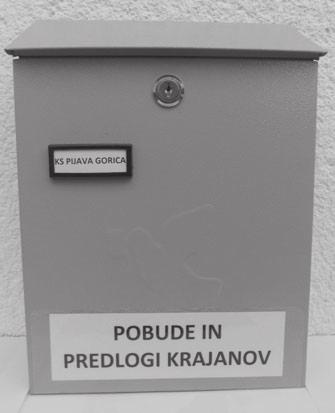 KS PIJAVA GORICA
POBUDE IN
PREDLOGI KRAJANOV